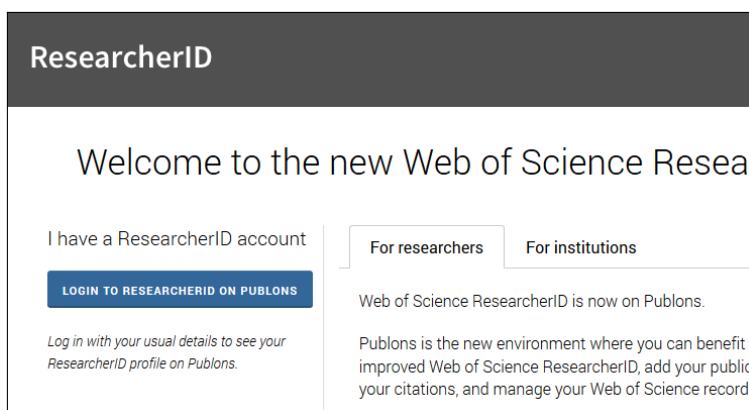 ResearcherID
Welcome to the new Web of Science
I have a ResearcherID account
LOGIN TO RESEARCHERID ON PUBLONS
Log in with your usual details to see your
ResearcherID profile on Publons.
For researchers
For institutions
Web of Science ResearcherID is now on Publons.
Publons is the new environment where you can benefit
improved Web of Science ResearcherID, add your
your citations, and manage your Web of Science record